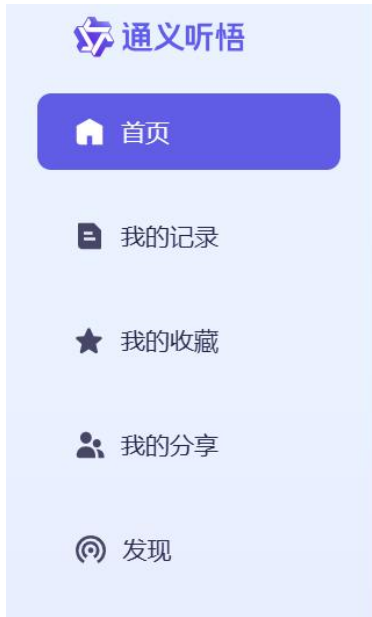 通义听悟
首页
我的记录
我的收藏
我的分享
发现